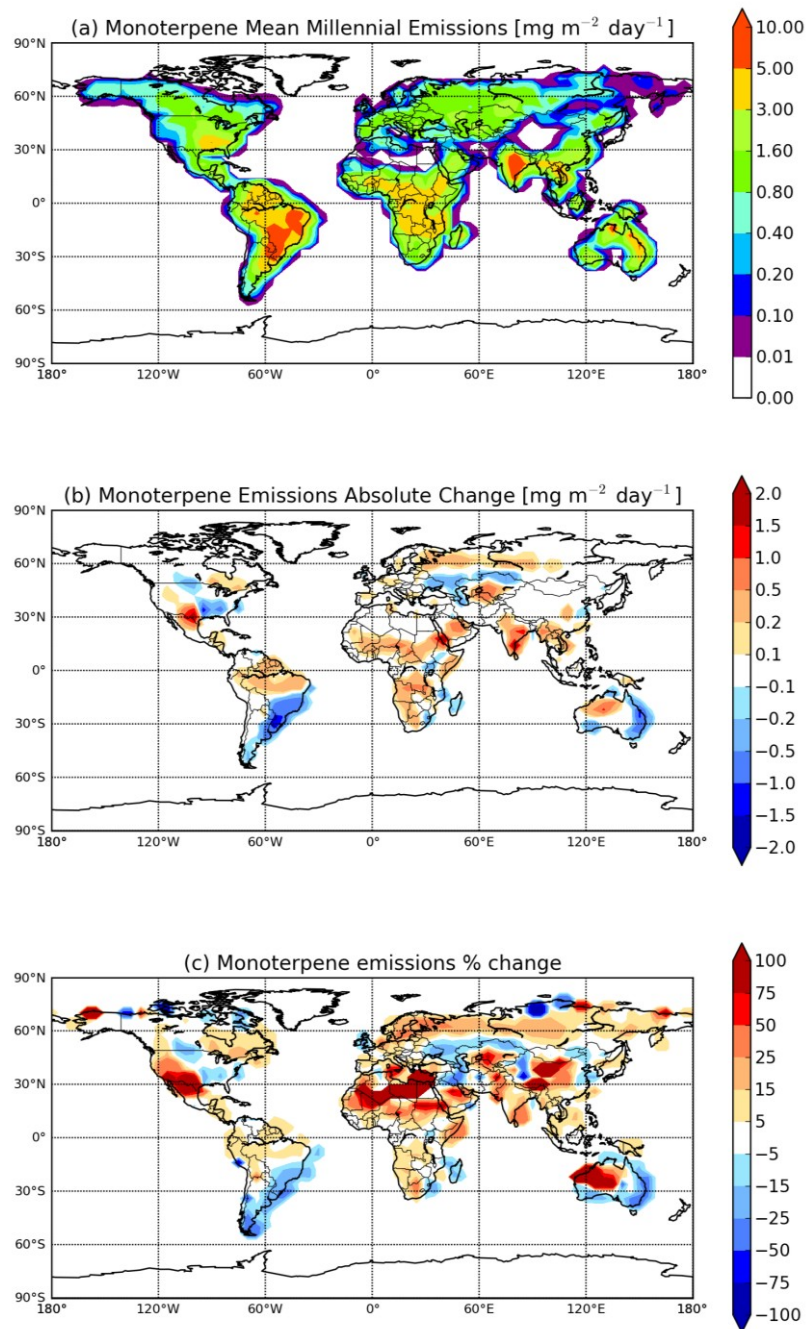 (a) Monoterpene Mean Millennial Emissions [mg m⁻² day⁻¹]
90°N
60°N
30°N
0°
30°S
60°S
90°S
180° 120°W 60°W 0° 60°E 120°E 180°
10.00
5.00
3.00
1.60
0.80
0.40
0.20
0.10
0.01
0.00
(b) Monoterpene Emissions Absolute Change [mg m⁻² day⁻¹]
90°N
60°N
30°N
0°
30°S
60°S
90°S
180° 120°W 60°W 0° 60°E 120°E 180°
2.0
1.5
1.0
0.5
0.2
0.1
−0.1
−0.2
−0.5
−1.0
−1.5
−2.0
(c) Monoterpene emissions % change
90°N
60°N
30°N
0°
30°S
60°S
90°S
180° 120°W 60°W 0° 60°E 120°E 180°
100
75
50
25
15
5
−5
−15
−25
−50
−75
−100